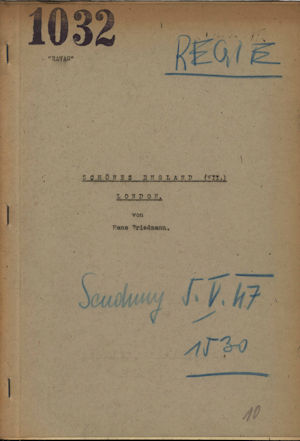 1032
"RAVAG"
REGIE
SCHÖNES ENGLAND (VII.)
LONDON.
von
Hans Friedmann.
Sendung 5. V. 47
1530
10